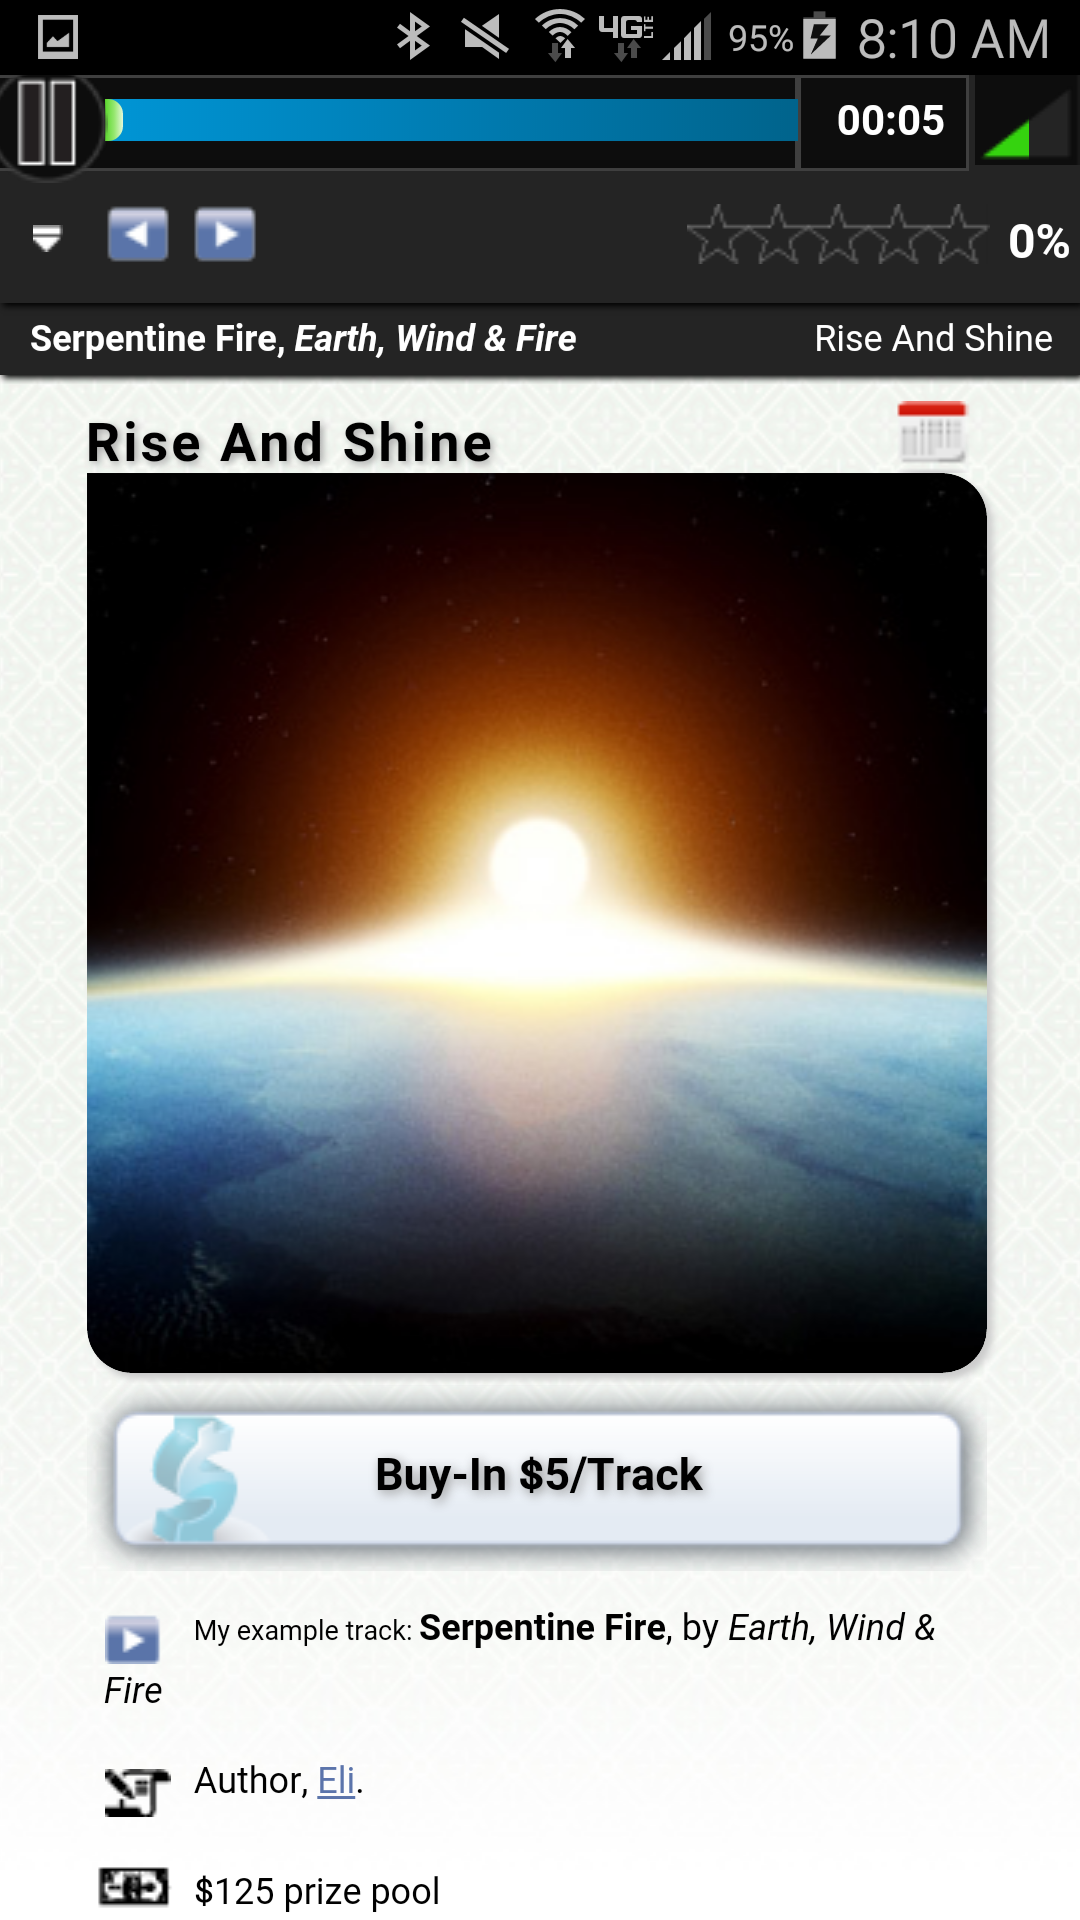 4G LTE 95% 8:10 AM
00:05
0%
Serpentine Fire, Earth, Wind & Fire Rise And Shine
Rise And Shine
Buy-In $5/Track
My example track: Serpentine Fire, by Earth, Wind &
Fire
Author, Eli.
$125 prize pool